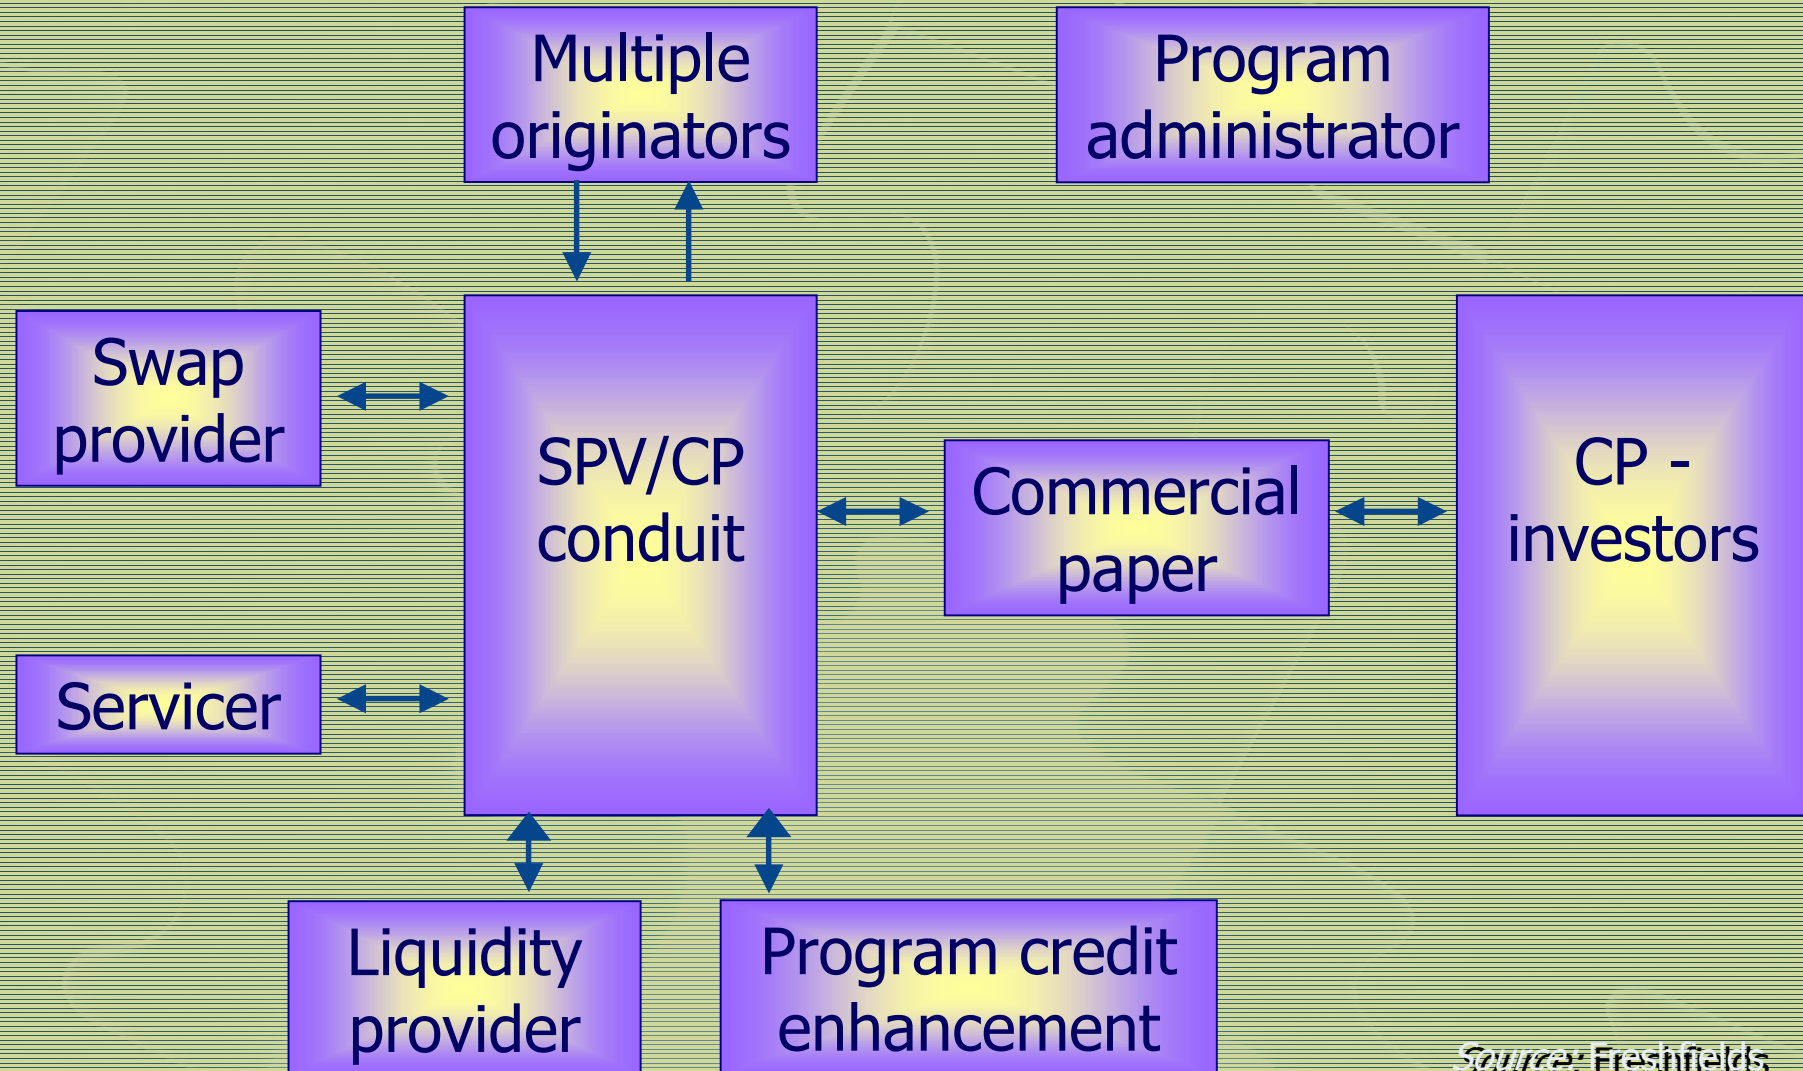 Multiple
originators
Program
administrator
Swap
provider
SPV/CP
conduit
Commercial
paper
CP -
investors
Servicer
Liquidity
provider
Program credit
enhancement
Source: Freshfields